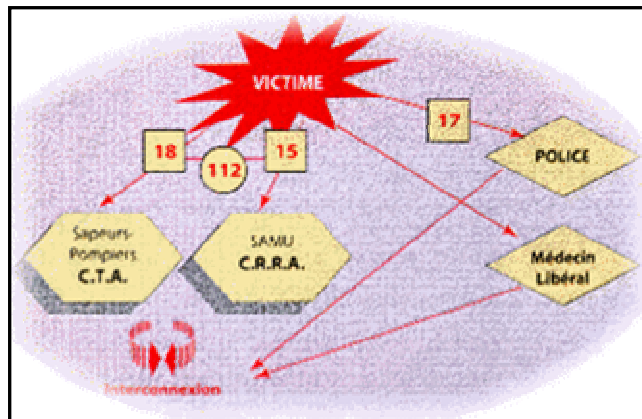 VICTIME
17
18
112
15
POLICE
Sapeurs-
Pompiers
C.T.A.
SAMU
C.R.R.A.
Médecin
Libéral
Interconnexion